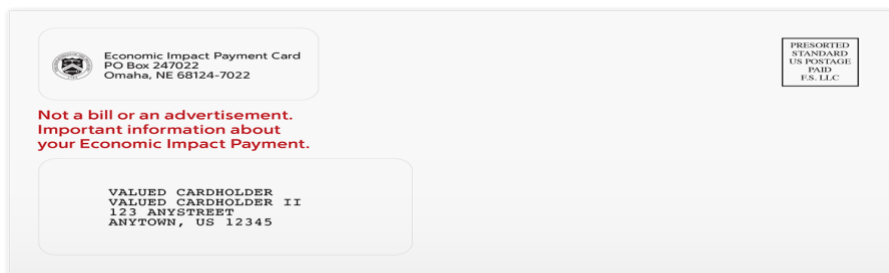 Economic Impact Payment Card
PO Box 247022
Omaha, NE 68124-7022
PRESORTED
STANDARD
US POSTAGE
PAID
F.S. LLC
Not a bill or an advertisement.
Important information about
your Economic Impact Payment.
VALUED CARDHOLDER
VALUED CARDHOLDER II
123 ANYSTREET
ANYTOWN, US 12345